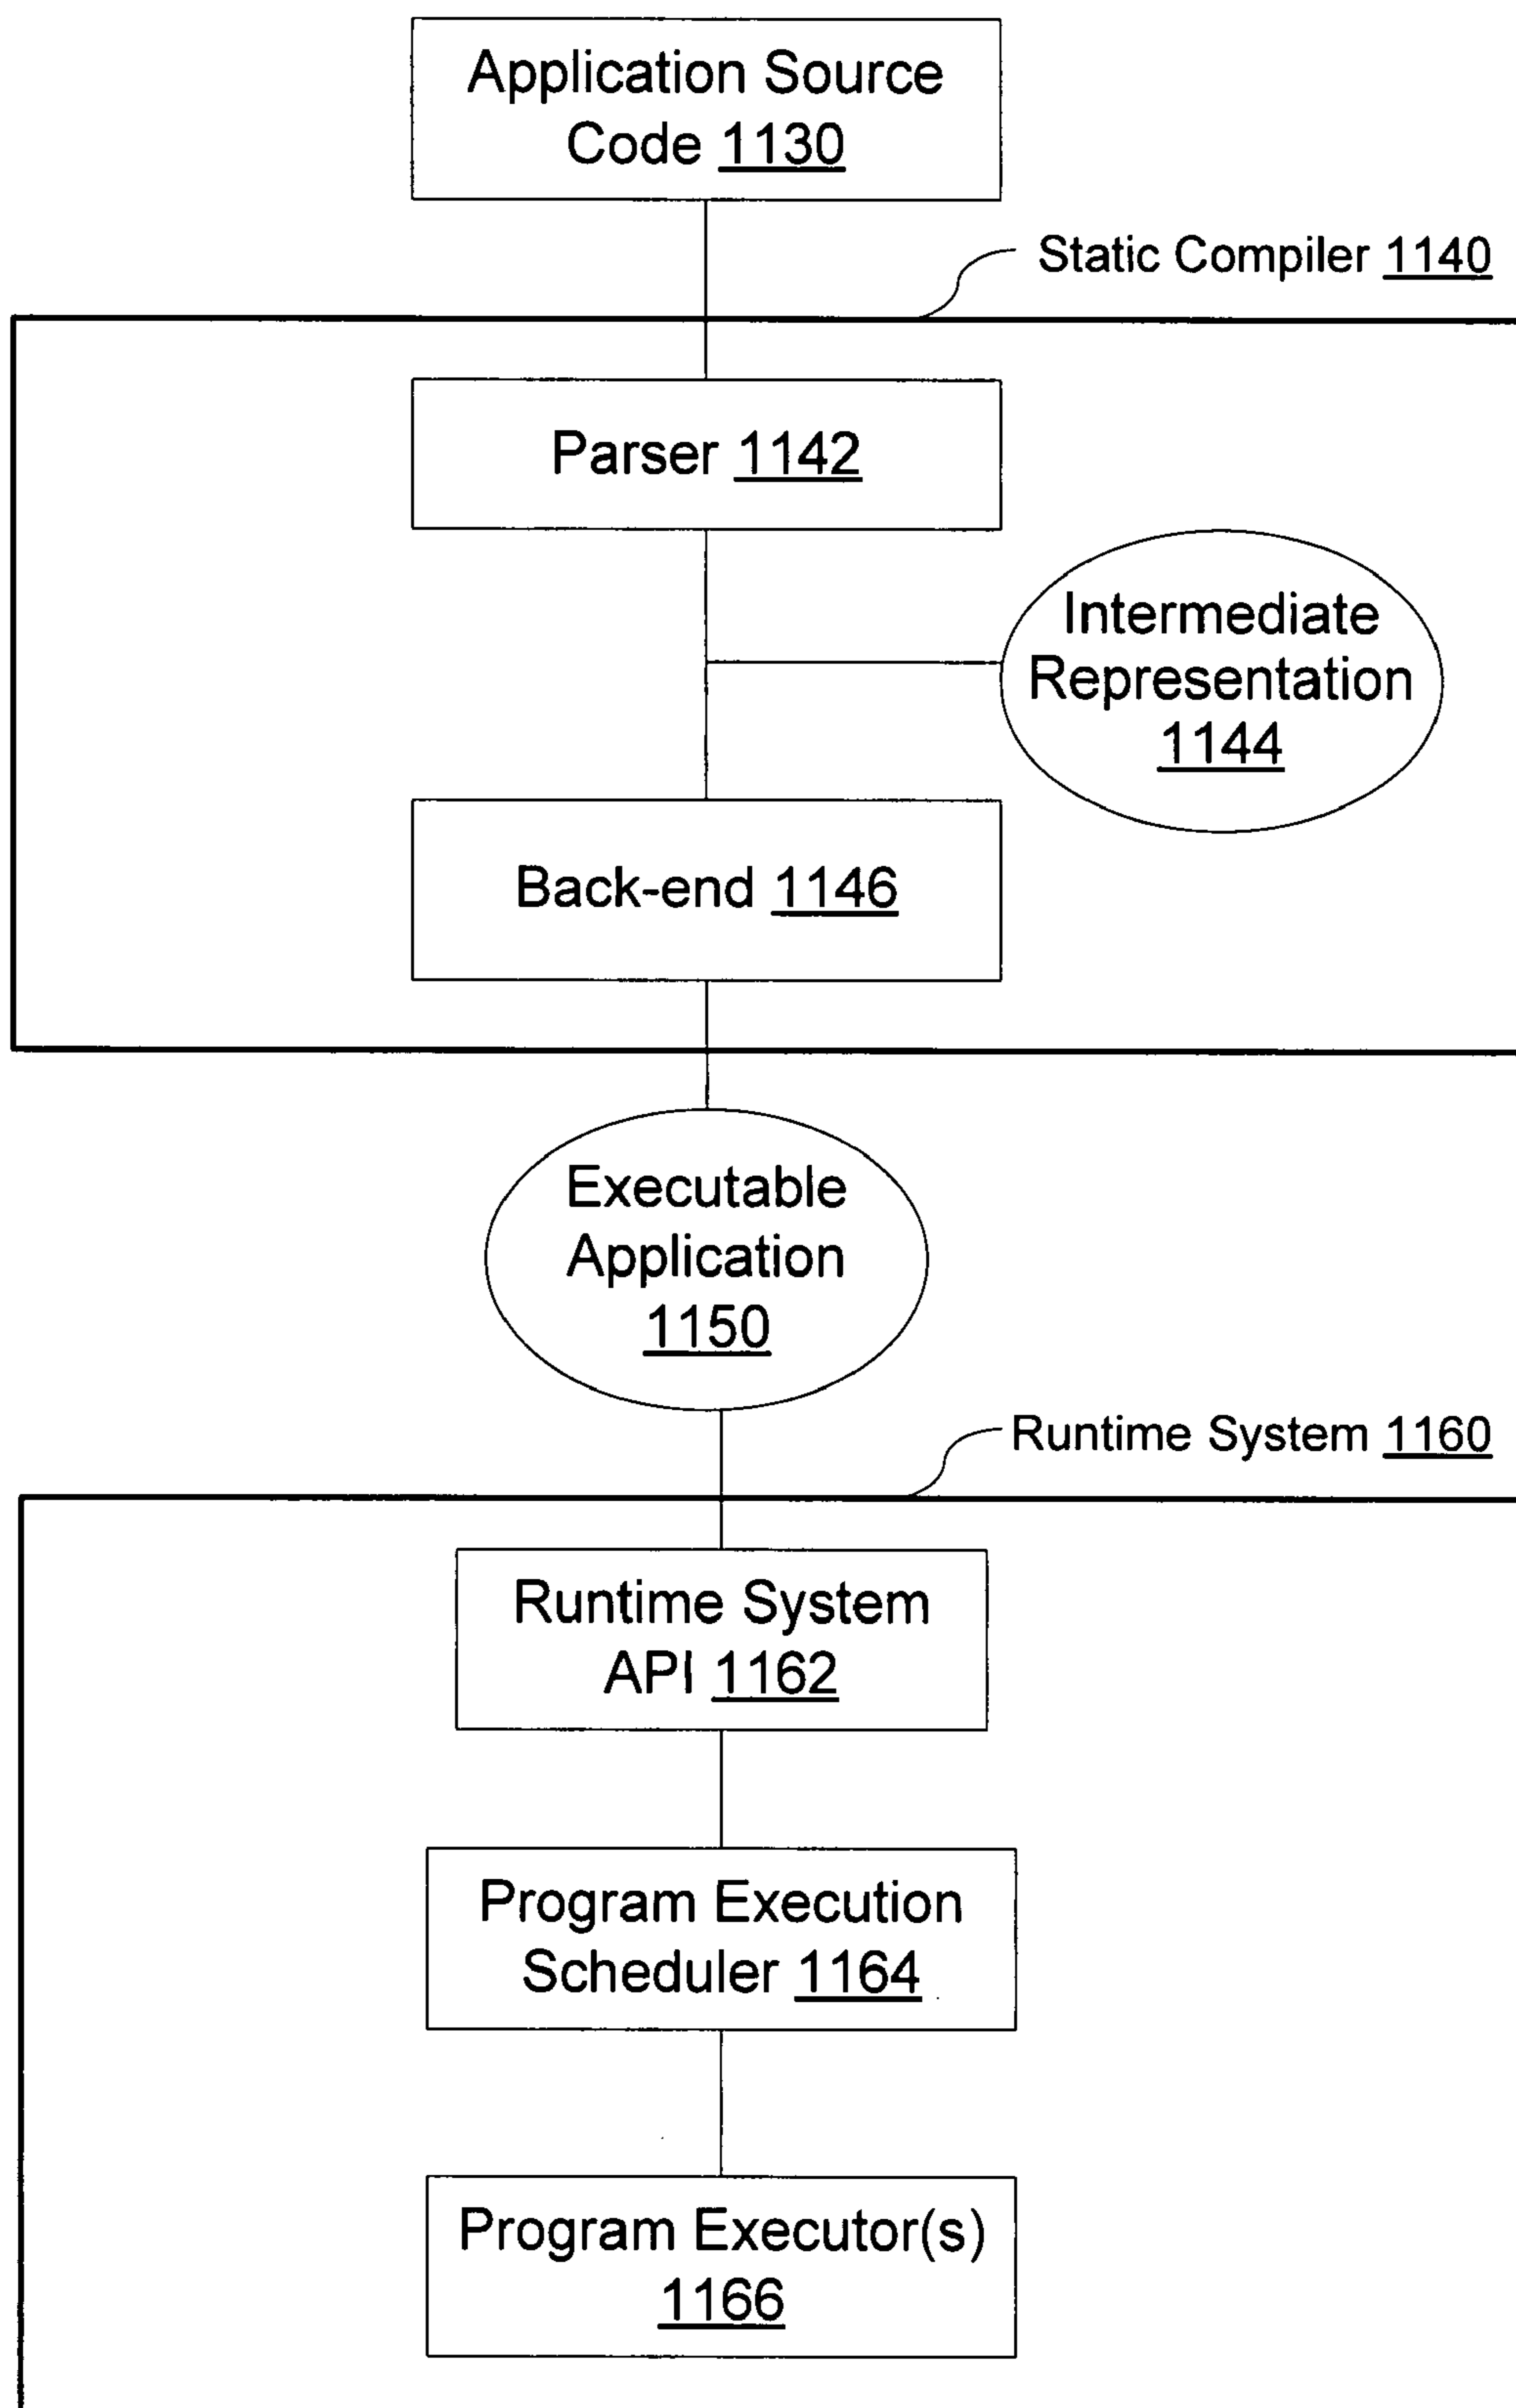 Application Source
Code 1130
Static Compiler 1140
Parser 1142
Intermediate
Representation
1144
Back-end 1146
Executable
Application
1150
Runtime System 1160
Runtime System
API 1162
Program Execution
Scheduler 1164
Program Executor(s)
1166